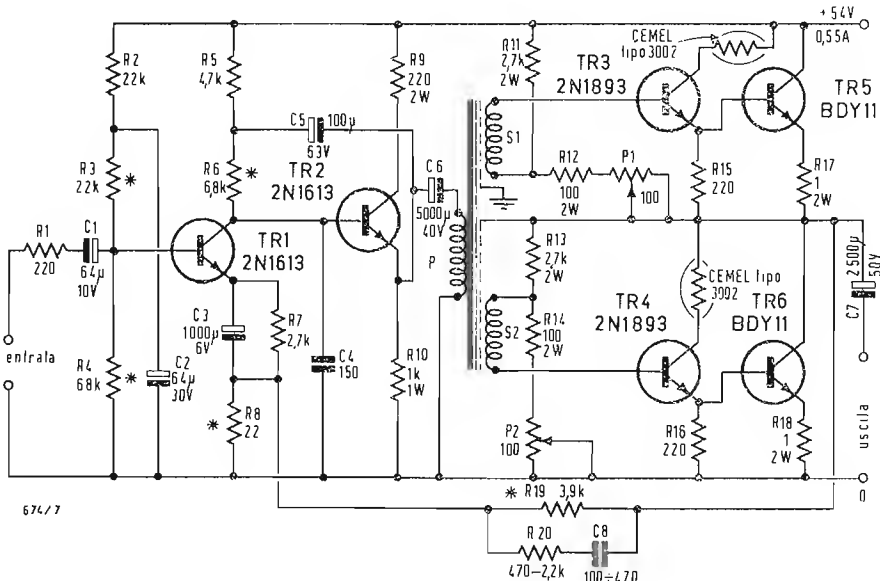 + 54V
0,55A
CEMEL
tipo 3002
R2
22k
R5
4,7k
R9
220
2W
R11
2,7k
2W
TR3
2N1893
TR5
BDY11
C5
100µ
63V
R3
22k
*
R6
6,8k
*
TR2
2N1613
C6
5000µ
40V
S1
R12
100
2W
P1
100
R15
220
R17
1
2W
R1
220
C1
64µ
10V
TR1
2N1613
P
R13
2,7k
2W
CEMEL tipo
3002
2500µ
50V
C7
entrata
C3
1000µ
6V
R7
2,7k
TR4
2N1893
TR6
BDY11
R4
68k
*
C2
64µ
30V
C4
150
R10
1k
1W
S2
R14
100
2W
R8
22
*
P2
100
R16
220
R18
1
2W
uscita
0
674/7
* R19 3,9k
R20
470–2,2k
C8
100÷470